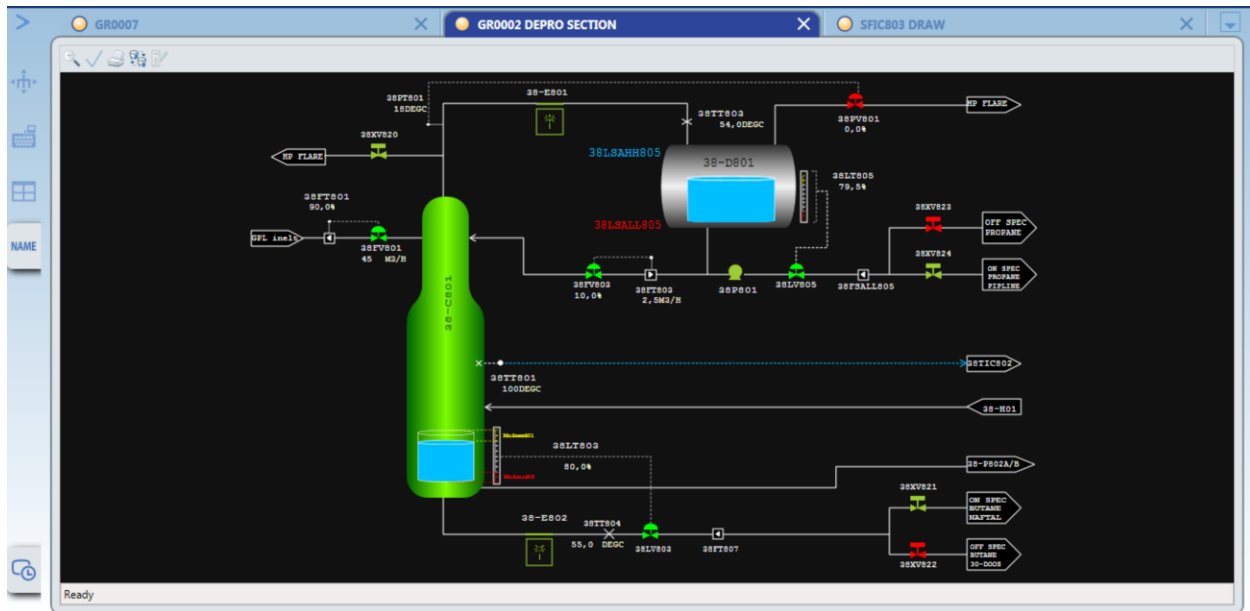 GR0007
GR0002 DEPRO SECTION
SFIC803 DRAW
NAME
38PT801
18DEGC
38-E801
38TT803
54,0DEGC
38PV801
0,0%
HP FLARE
38XV820
HP FLARE
38LSAHH805
38-D801
38LT805
79,5%
38FT801
90,0%
GPL inelt
38FV801
45 M3/H
38LSALL805
38XV823
OFF SPEC
PROPANE
38XV824
ON SPEC
PROPANE
PIPLINE
38FV803
10,0%
38FT803
2,5M3/H
38P801
38LV805
38FSALL805
38-C801
38TT801
100DEGC
38TIC802
38-H01
38LT803
80,0%
38-P802A/B
38-E802
38TT804
55,0 DEGC
38LV803
38FT807
38XV821
ON SPEC
BUTANE
NAFTAL
38XV822
OFF SPEC
BUTANE
30-DOOS
Ready